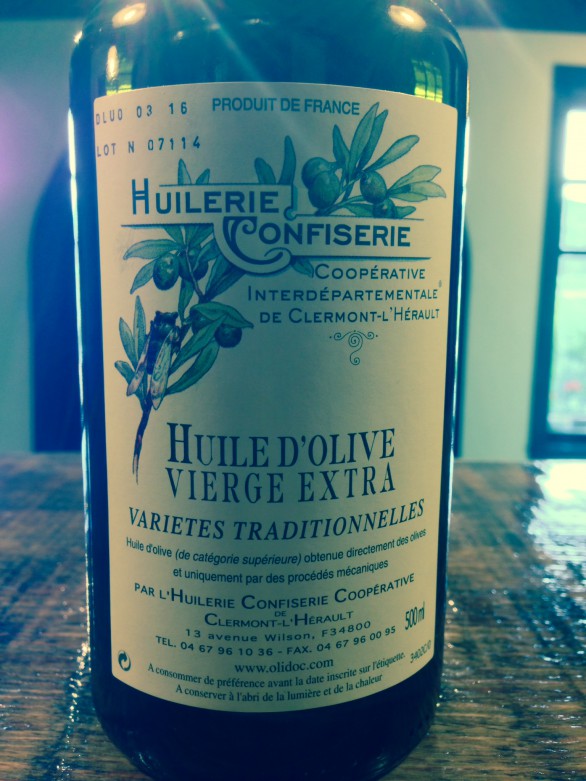 DLUO 03 16
PRODUIT DE FRANCE
LOT N 07114
HUILERIE
CONFISERIE
COOPÉRATIVE
INTERDÉPARTEMENTALE
DE CLERMONT-L'HÉRAULT
HUILE D'OLIVE
VIERGE EXTRA
VARIETES TRADITIONNELLES
Huile d'olive (de catégorie supérieure) obtenue directement des olives
et uniquement par des procédés mécaniques
PAR L'HUILERIE CONFISERIE COOPÉRATIVE
DE
CLERMONT-L'HÉRAULT
500 ml
13 avenue Wilson, F34800
TEL. 04 67 96 10 36 - FAX. 04 67 96 00 95
www.olidoc.com
A consommer de préférence avant la date inscrite sur l'étiquette.
A conserver à l'abri de la lumière et de la chaleur